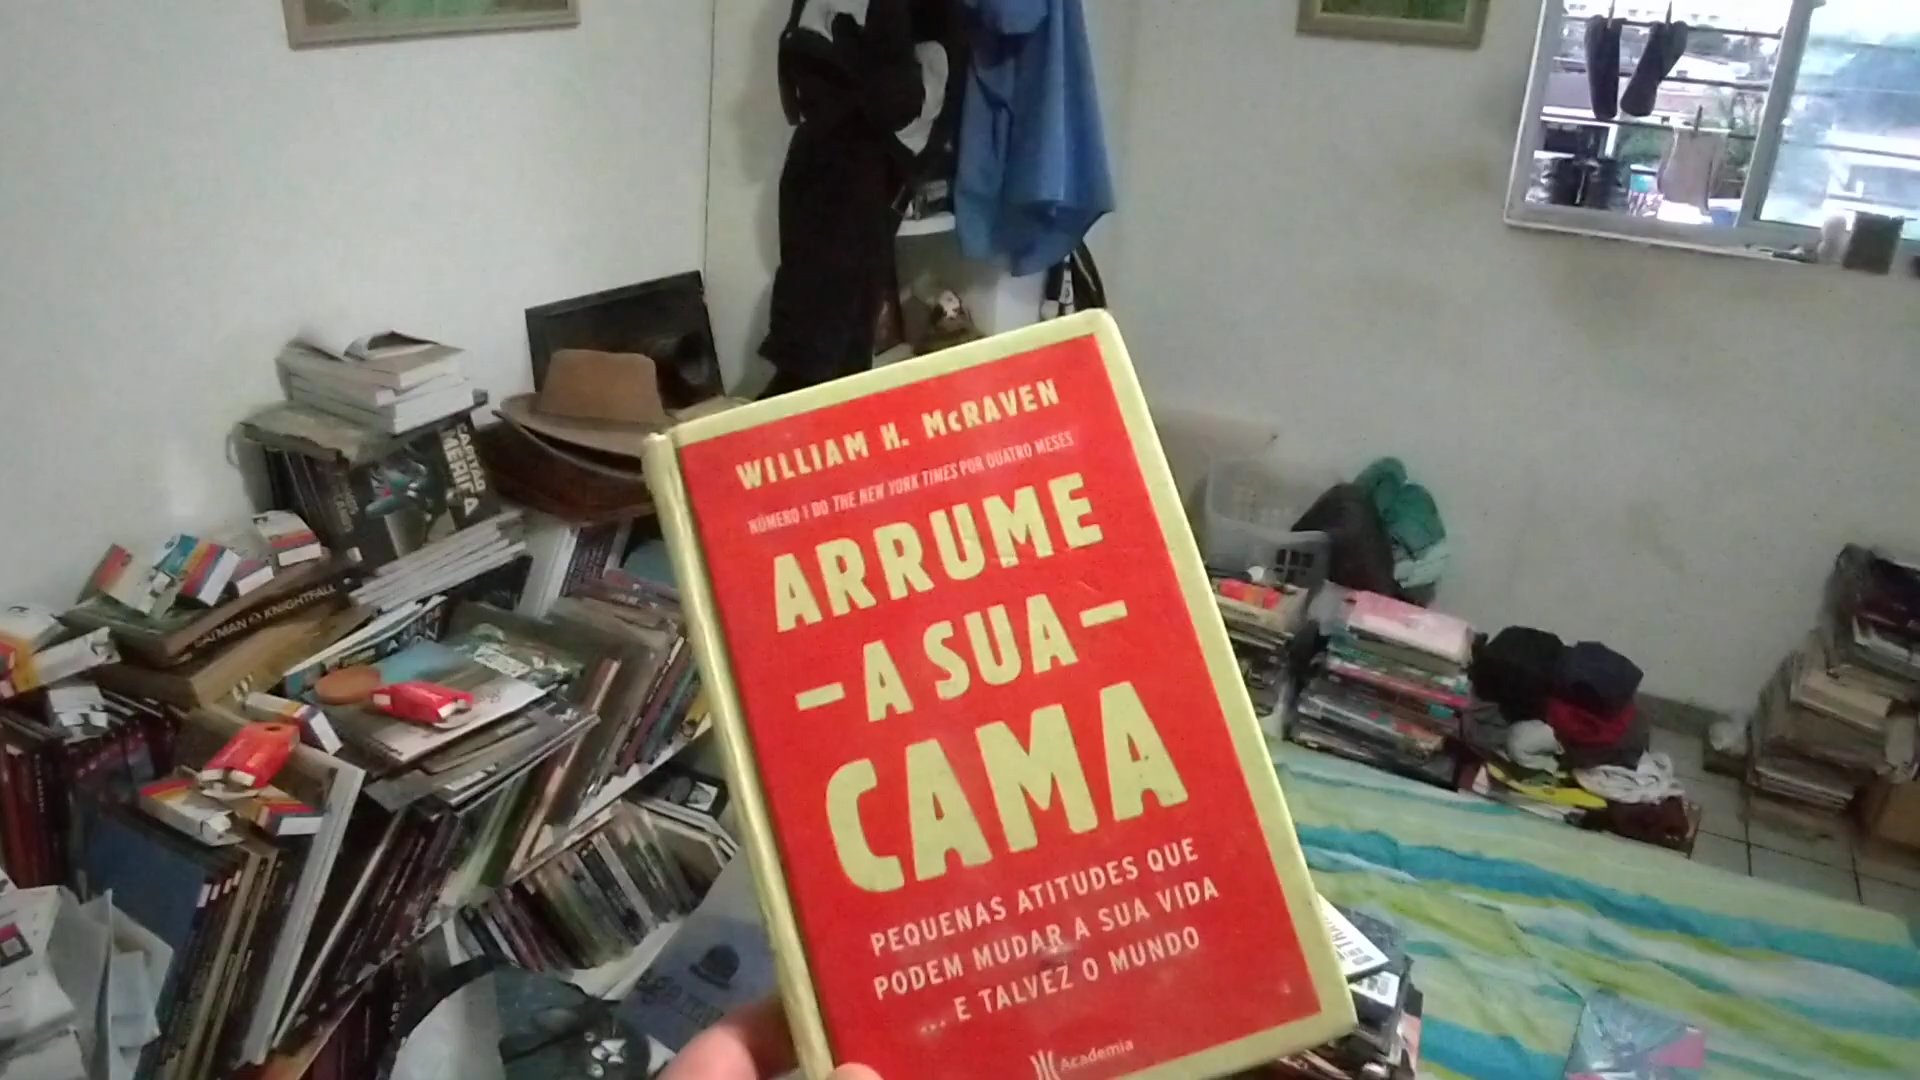 WILLIAM H. McRAVEN
NÚMERO 1 DO THE NEW YORK TIMES POR QUATRO MESES
ARRUME
– A SUA –
CAMA
PEQUENAS ATITUDES QUE
PODEM MUDAR A SUA VIDA
... E TALVEZ O MUNDO
Academia
CAPITÃO
BATMAN KNIGHTFALL